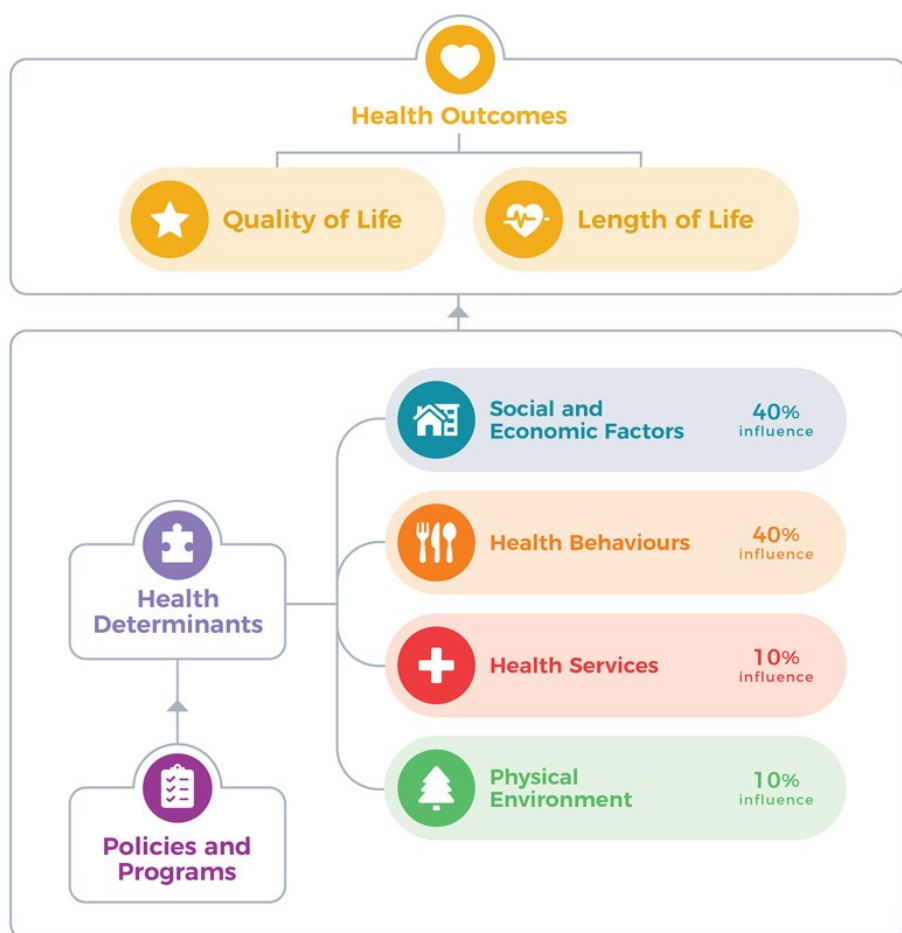 Health Outcomes
Quality of Life
Length of Life
Social and
Economic Factors
40%
influence
Health Behaviours
40%
influence
Health
Determinants
Health Services
10%
influence
Physical
Environment
10%
influence
Policies and
Programs